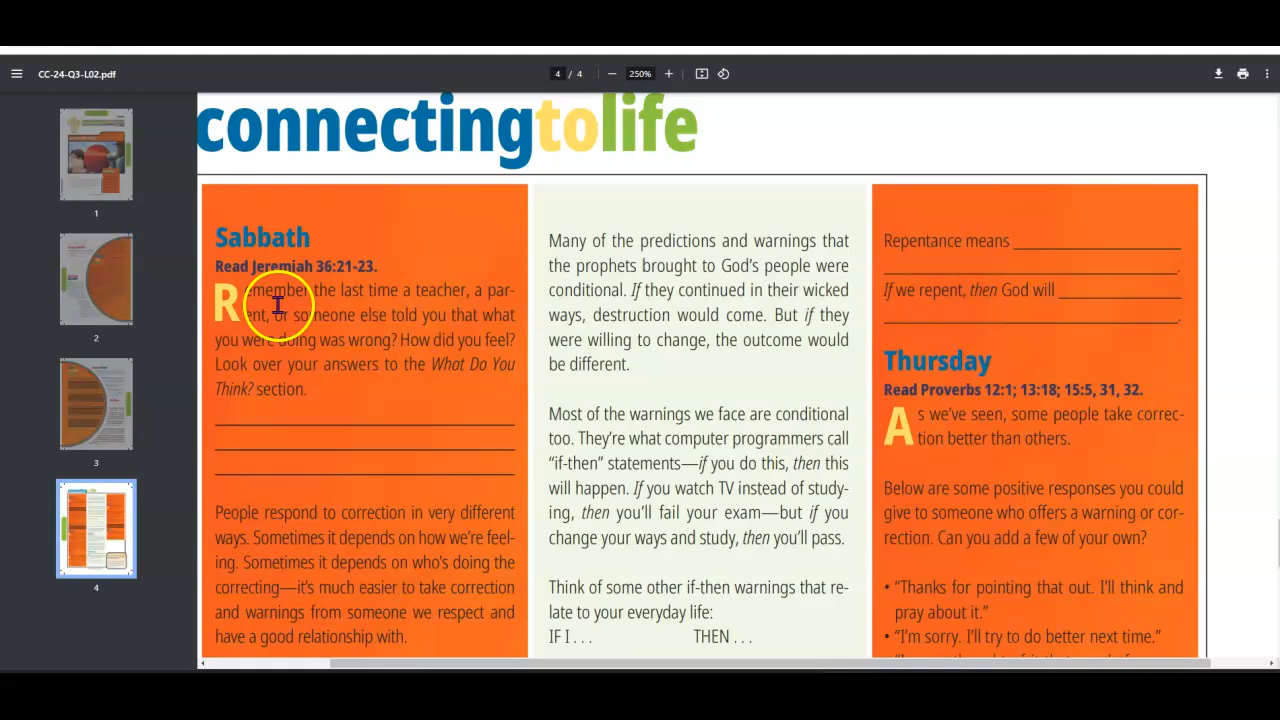 CC-24-Q3-L02.pdf
4 / 4
250%
1
2
3
4
connectingtolife
Sabbath
Read Jeremiah 36:21-23.
Remember the last time a teacher, a par-
ent, or someone else told you that what
you were doing was wrong? How did you feel?
Look over your answers to the What Do You
Think? section.
People respond to correction in very different
ways. Sometimes it depends on how we're feel-
ing. Sometimes it depends on who's doing the
correcting—it's much easier to take correction
and warnings from someone we respect and
have a good relationship with.
Many of the predictions and warnings that
the prophets brought to God's people were
conditional. If they continued in their wicked
ways, destruction would come. But if they
were willing to change, the outcome would
be different.
Most of the warnings we face are conditional
too. They're what computer programmers call
"if-then" statements—if you do this, then this
will happen. If you watch TV instead of study-
ing, then you'll fail your exam—but if you
change your ways and study, then you'll pass.
Think of some other if-then warnings that re-
late to your everyday life:
IF I . . . THEN . . .
Repentance means ____________________
____________________.
If we repent, then God will ____________________
____________________.
Thursday
Read Proverbs 12:1; 13:18; 15:5, 31, 32.
As we've seen, some people take correc-
tion better than others.
Below are some positive responses you could
give to someone who offers a warning or cor-
rection. Can you add a few of your own?
• "Thanks for pointing that out. I'll think and
pray about it."
• "I'm sorry. I'll try to do better next time."